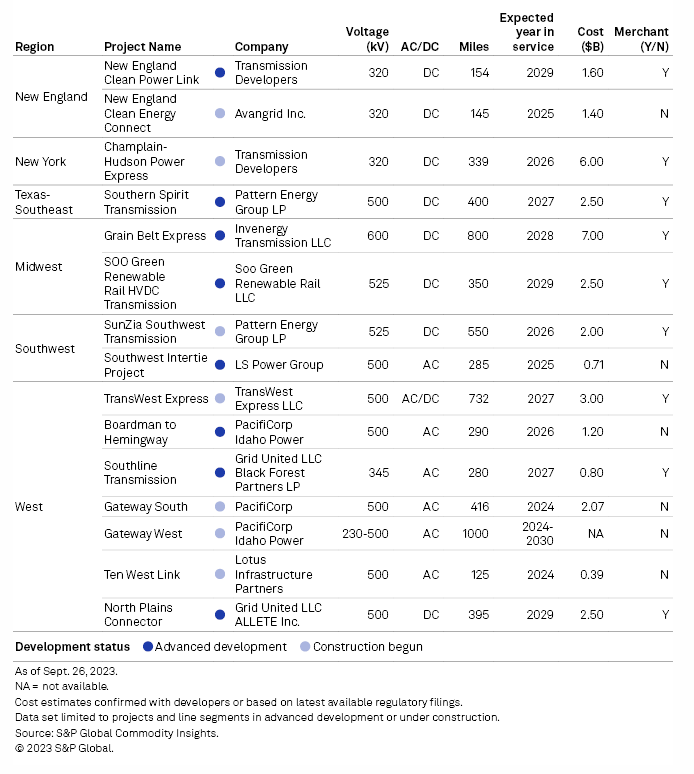 Region Project Name Company Voltage (kV) AC/DC Miles Expected year in service Cost ($B) Merchant (Y/N)
New England
New England Clean Power Link Transmission Developers 320 DC 154 2029 1.60 Y
New England Clean Energy Connect Avangrid Inc. 320 DC 145 2025 1.40 N
New York
Champlain-Hudson Power Express Transmission Developers 320 DC 339 2026 6.00 Y
Texas-Southeast
Southern Spirit Transmission Pattern Energy Group LP 500 DC 400 2027 2.50 Y
Midwest
Grain Belt Express Invenergy Transmission LLC 600 DC 800 2028 7.00 Y
SOO Green Renewable Rail HVDC Transmission Soo Green Renewable Rail LLC 525 DC 350 2029 2.50 Y
Southwest
SunZia Southwest Transmission Pattern Energy Group LP 525 DC 550 2026 2.00 Y
Southwest Intertie Project LS Power Group 500 AC 285 2025 0.71 N
West
TransWest Express TransWest Express LLC 500 AC/DC 732 2027 3.00 Y
Boardman to Hemingway PacifiCorp Idaho Power 500 AC 290 2026 1.20 N
Southline Transmission Grid United LLC Black Forest Partners LP 345 AC 280 2027 0.80 Y
Gateway South PacifiCorp 500 AC 416 2024 2.07 N
Gateway West PacifiCorp Idaho Power 230-500 AC 1000 2024-2030 NA N
Ten West Link Lotus Infrastructure Partners 500 AC 125 2024 0.39 N
North Plains Connector Grid United LLC ALLETE Inc. 500 DC 395 2029 2.50 Y
Development status Advanced development Construction begun
As of Sept. 26, 2023.
NA = not available.
Cost estimates confirmed with developers or based on latest available regulatory filings.
Data set limited to projects and line segments in advanced development or under construction.
Source: S&P Global Commodity Insights.
© 2023 S&P Global.